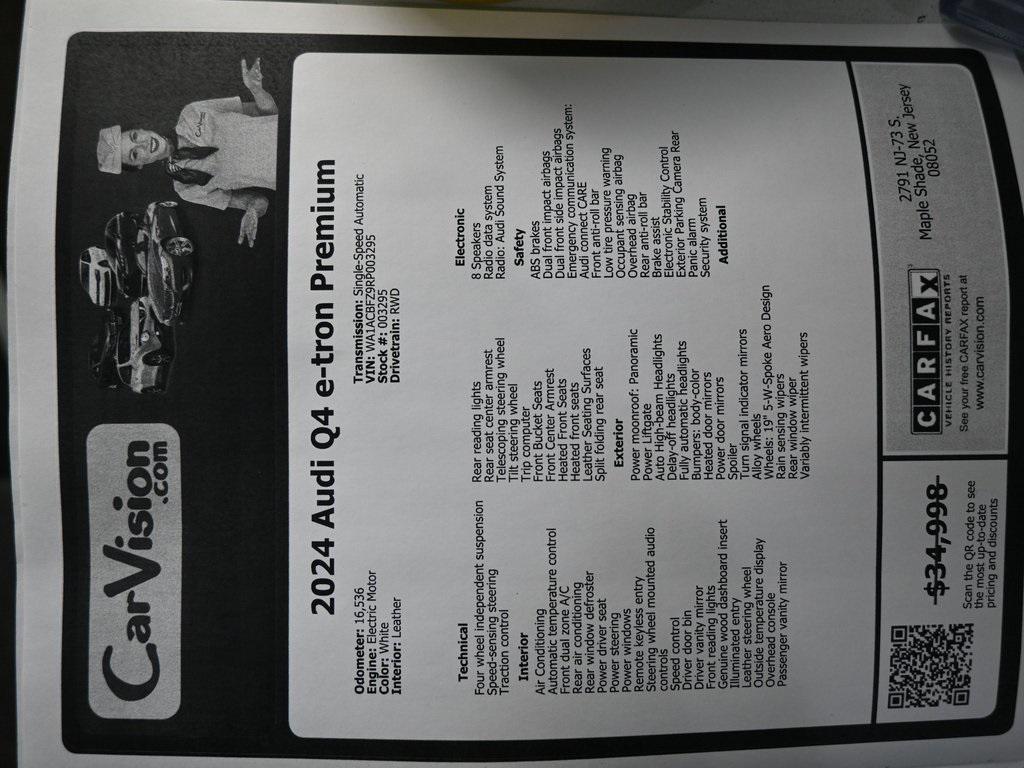 CarVision
.com
2024 Audi Q4 e-tron Premium
Odometer: 16,536
Engine: Electric Motor
Color: White
Interior: Leather
Transmission: Single-Speed Automatic
VIN: WA1ACBFZ9RP003295
Stock #: 003295
Drivetrain: RWD
Technical
Four wheel independent suspension
Speed-sensing steering
Traction control
Interior
Air Conditioning
Automatic temperature control
Front dual zone A/C
Rear air conditioning
Rear window defroster
Power driver seat
Power steering
Power windows
Remote keyless entry
Steering wheel mounted audio
controls
Speed control
Driver door bin
Driver vanity mirror
Front reading lights
Genuine wood dashboard insert
Illuminated entry
Leather steering wheel
Outside temperature display
Overhead console
Passenger vanity mirror
Rear reading lights
Rear seat center armrest
Telescoping steering wheel
Tilt steering wheel
Trip computer
Front Bucket Seats
Front Center Armrest
Heated Front Seats
Heated front seats
Leather Seating Surfaces
Split folding rear seat
Exterior
Power moonroof: Panoramic
Power Liftgate
Auto High-beam Headlights
Delay-off headlights
Fully automatic headlights
Bumpers: body-color
Heated door mirrors
Power door mirrors
Spoiler
Turn signal indicator mirrors
Alloy wheels
Wheels: 19" 5-W-Spoke Aero Design
Rain sensing wipers
Rear window wiper
Variably intermittent wipers
Electronic
8 Speakers
Radio data system
Radio: Audi Sound System
Safety
ABS brakes
Dual front impact airbags
Dual front side impact airbags
Emergency communication system:
Audi connect CARE
Front anti-roll bar
Low tire pressure warning
Occupant sensing airbag
Overhead airbag
Rear anti-roll bar
Brake assist
Electronic Stability Control
Exterior Parking Camera Rear
Panic alarm
Security system
Additional
$34,998
Scan the QR code to see
the most up-to-date
pricing and discounts
CARFAX
VEHICLE HISTORY REPORTS
See your free CARFAX report at
www.carvision.com
2791 NJ-73 S.
Maple Shade, New Jersey
08052